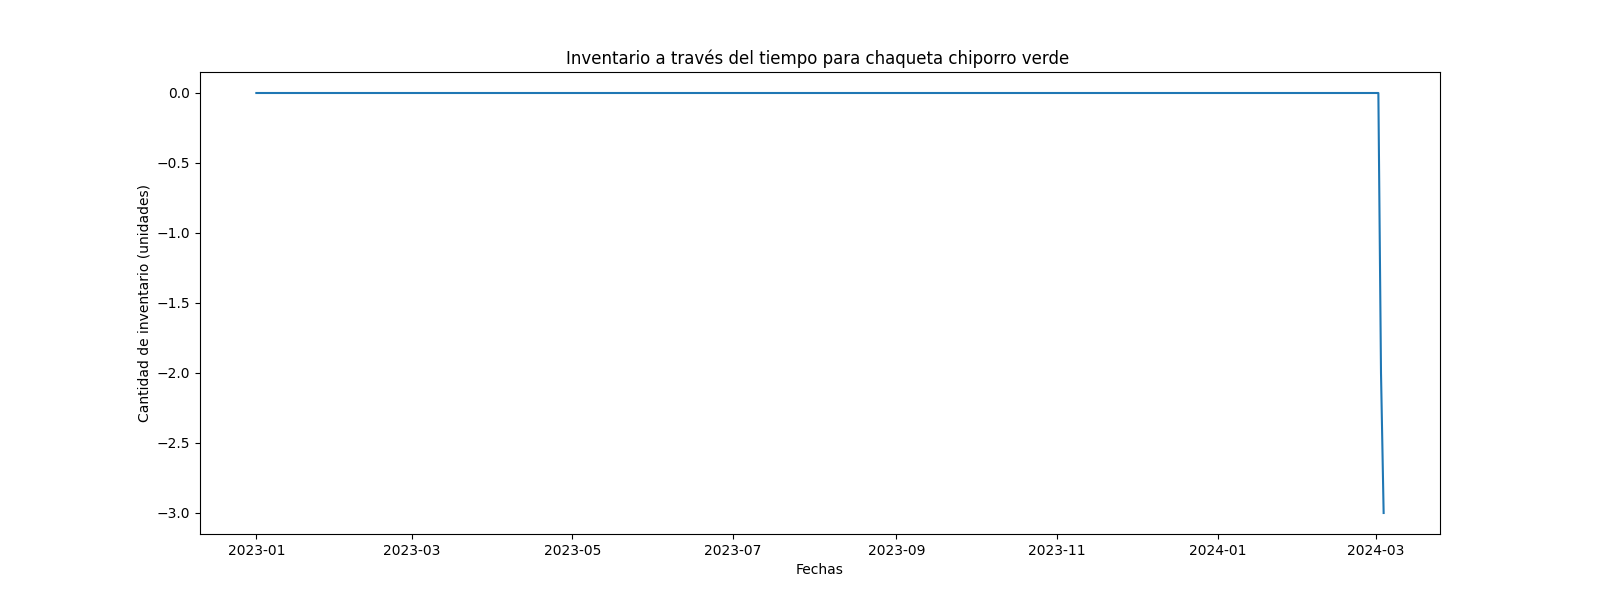 Inventario a través del tiempo para chaqueta chiporro verde
Cantidad de inventario (unidades)
0.0
−0.5
−1.0
−1.5
−2.0
−2.5
−3.0
2023-01 2023-03 2023-05 2023-07 2023-09 2023-11 2024-01 2024-03
Fechas